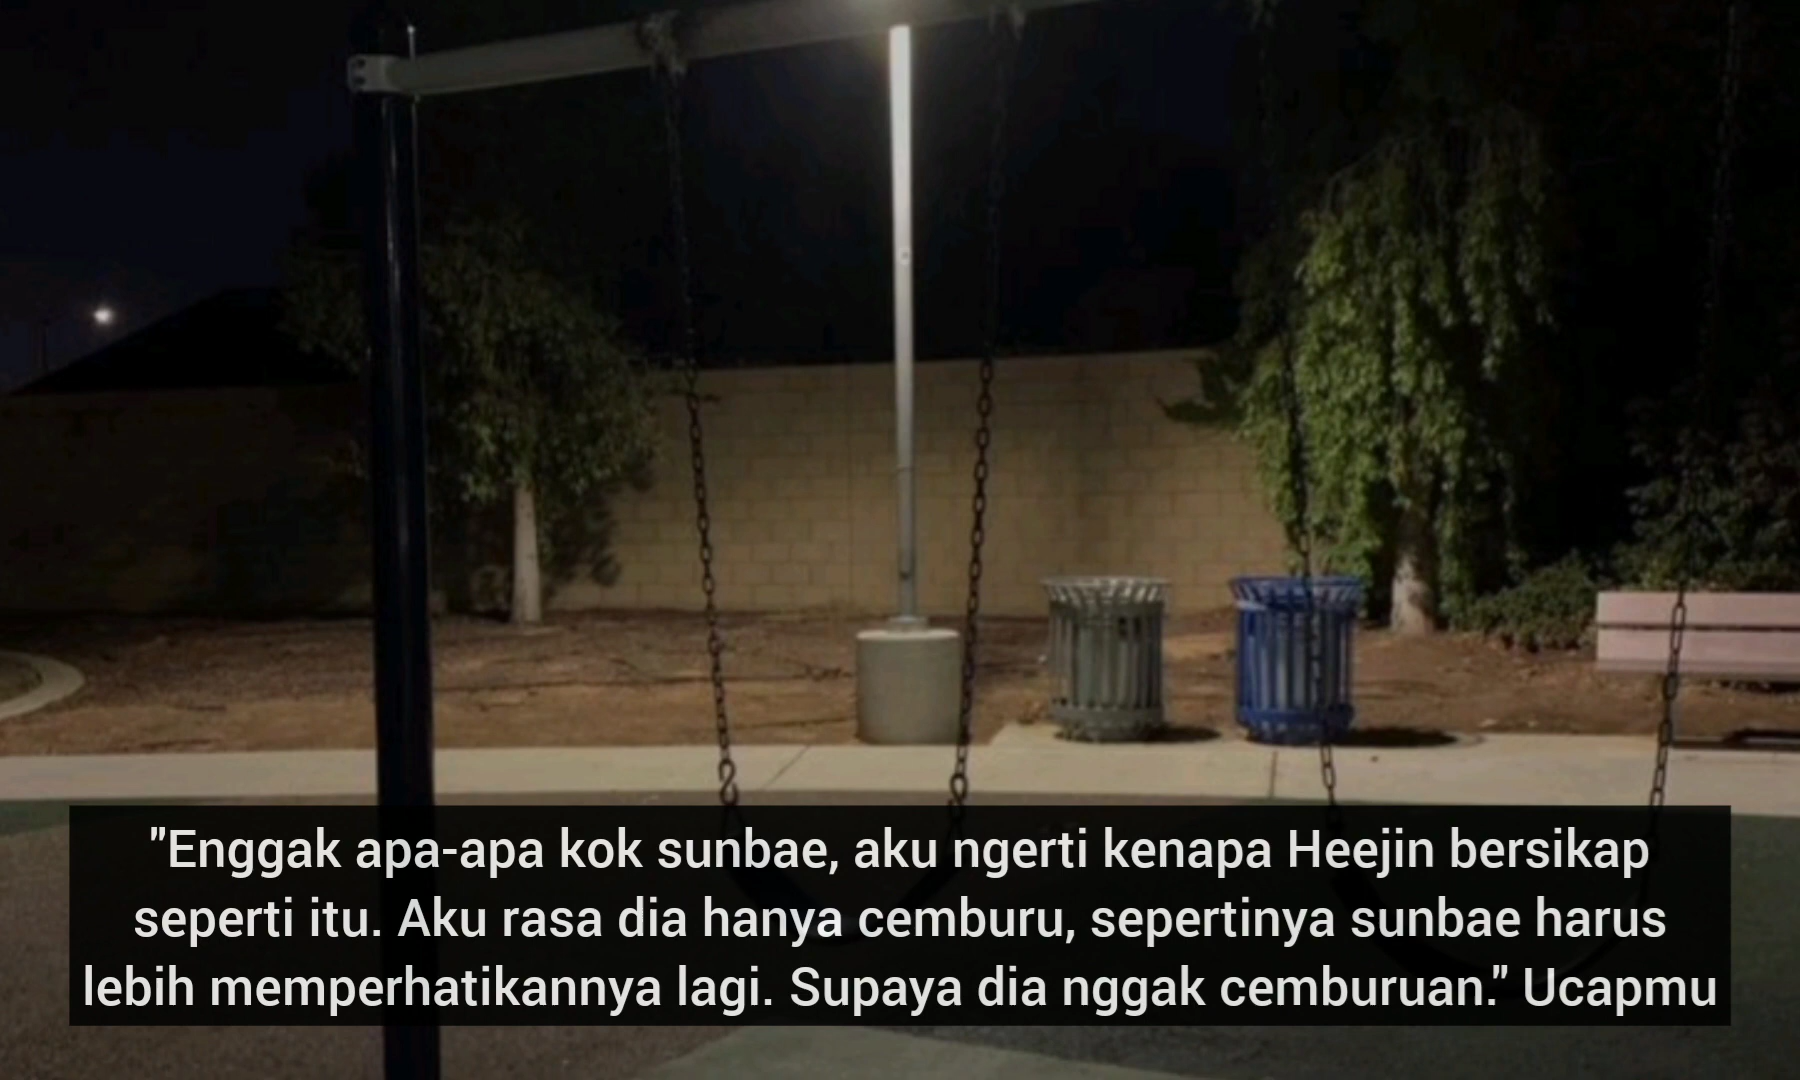 "Enggak apa-apa kok sunbae, aku ngerti kenapa Heejin bersikap
seperti itu. Aku rasa dia hanya cemburu, sepertinya sunbae harus
lebih memperhatikannya lagi. Supaya dia nggak cemburuan." Ucapmu